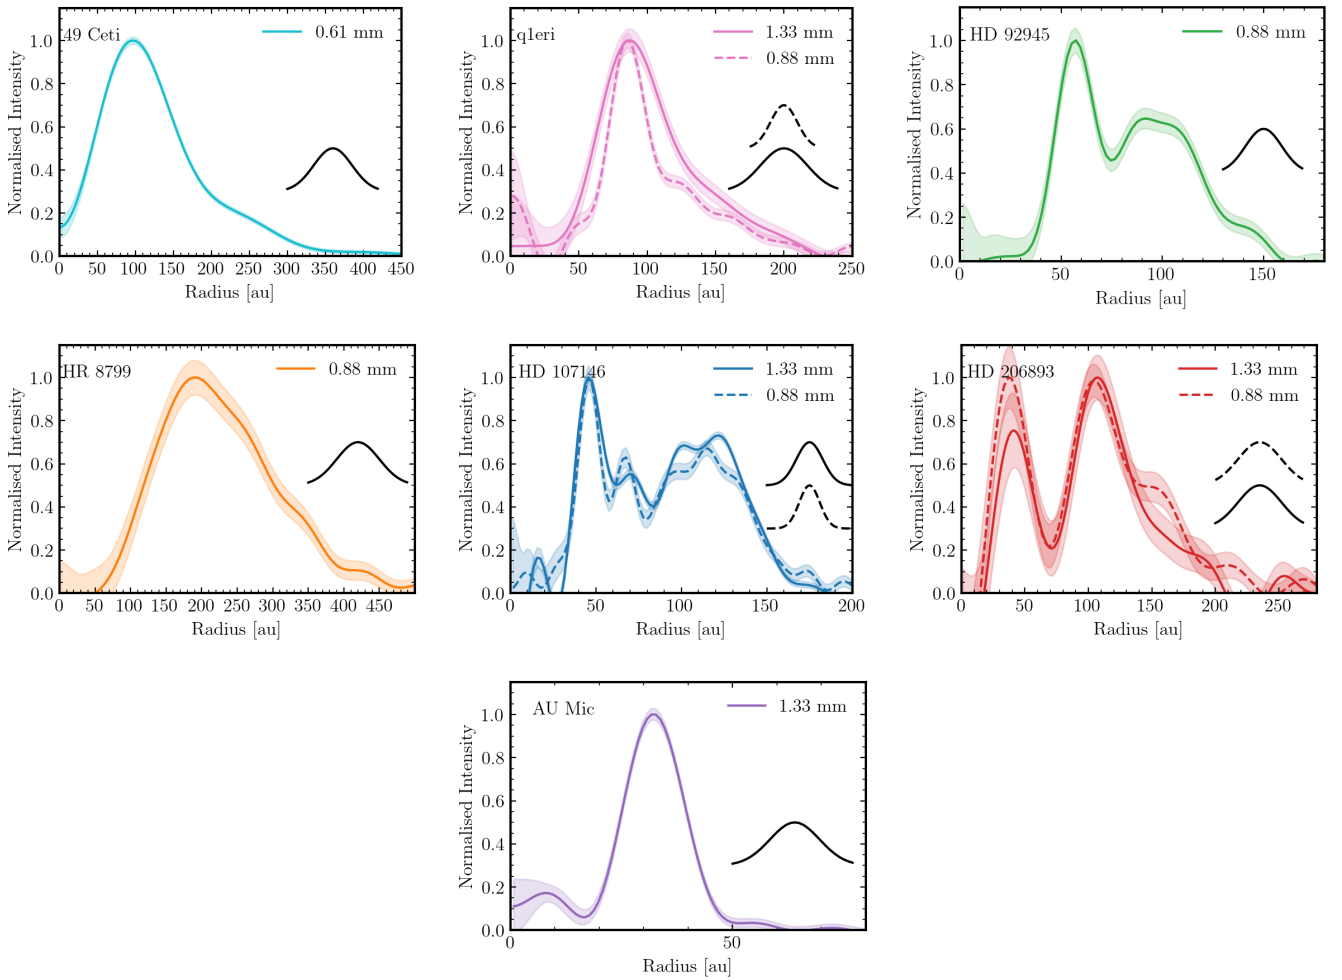 49 Ceti
0.61 mm
1.0
0.8
0.6
0.4
0.2
0.0
Normalised Intensity
0 50 100 150 200 250 300 350 400 450
Radius [au]
q1eri
1.33 mm
0.88 mm
1.0
0.8
0.6
0.4
0.2
0.0
Normalised Intensity
0 50 100 150 200 250
Radius [au]
HD 92945
0.88 mm
1.0
0.8
0.6
0.4
0.2
0.0
Normalised Intensity
0 50 100 150
Radius [au]
HR 8799
0.88 mm
1.0
0.8
0.6
0.4
0.2
0.0
Normalised Intensity
0 50 100 150 200 250 300 350 400 450
Radius [au]
HD 107146
1.33 mm
0.88 mm
1.0
0.8
0.6
0.4
0.2
0.0
Normalised Intensity
0 50 100 150 200
Radius [au]
HD 206893
1.33 mm
0.88 mm
1.0
0.8
0.6
0.4
0.2
0.0
Normalised Intensity
0 50 100 150 200 250
Radius [au]
AU Mic
1.33 mm
1.0
0.8
0.6
0.4
0.2
0.0
Normalised Intensity
0 50
Radius [au]